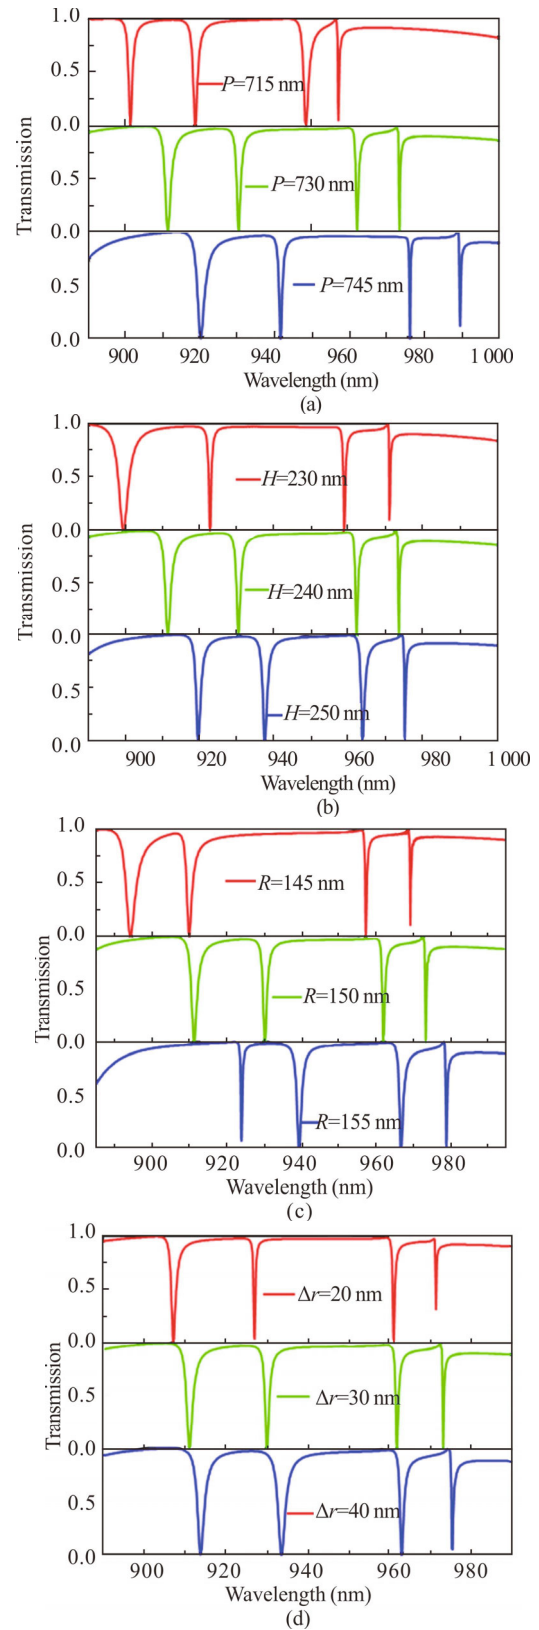 1.0
0.5
P=715 nm
0.0
0.5
P=730 nm
0.0
0.5
P=745 nm
0.0
Transmission
900 920 940 960 980 1 000
Wavelength (nm)
(a)
1.0
0.5
H=230 nm
0.0
0.5
H=240 nm
0.0
0.5
H=250 nm
0.0
Transmission
900 920 940 960 980 1 000
Wavelength (nm)
(b)
1.0
0.5
R=145 nm
0.0
0.5
R=150 nm
0.0
0.5
R=155 nm
0.0
Transmission
900 920 940 960 980
Wavelength (nm)
(c)
1.0
0.5
Δr=20 nm
0.0
0.5
Δr=30 nm
0.0
0.5
Δr=40 nm
0.0
Transmission
900 920 940 960 980
Wavelength (nm)
(d)